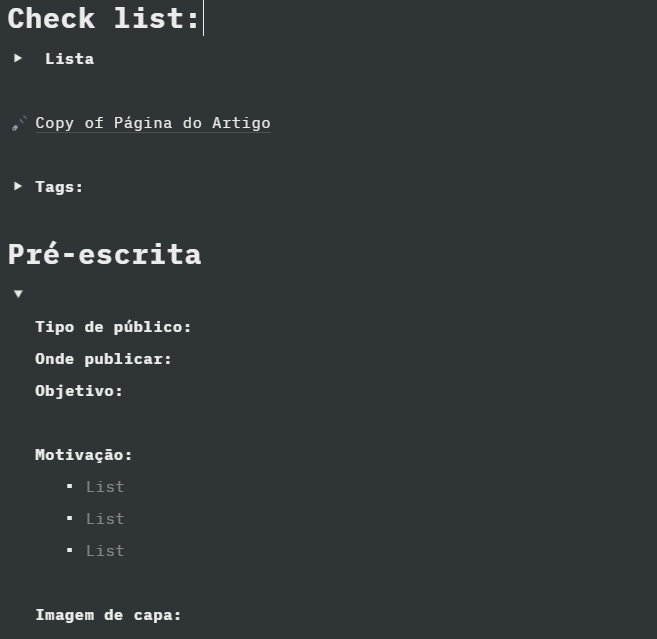 Check list:
Lista
Copy of Página do Artigo
Tags:
Pré-escrita
Tipo de público:
Onde publicar:
Objetivo:
Motivação:
List
List
List
Imagem de capa: